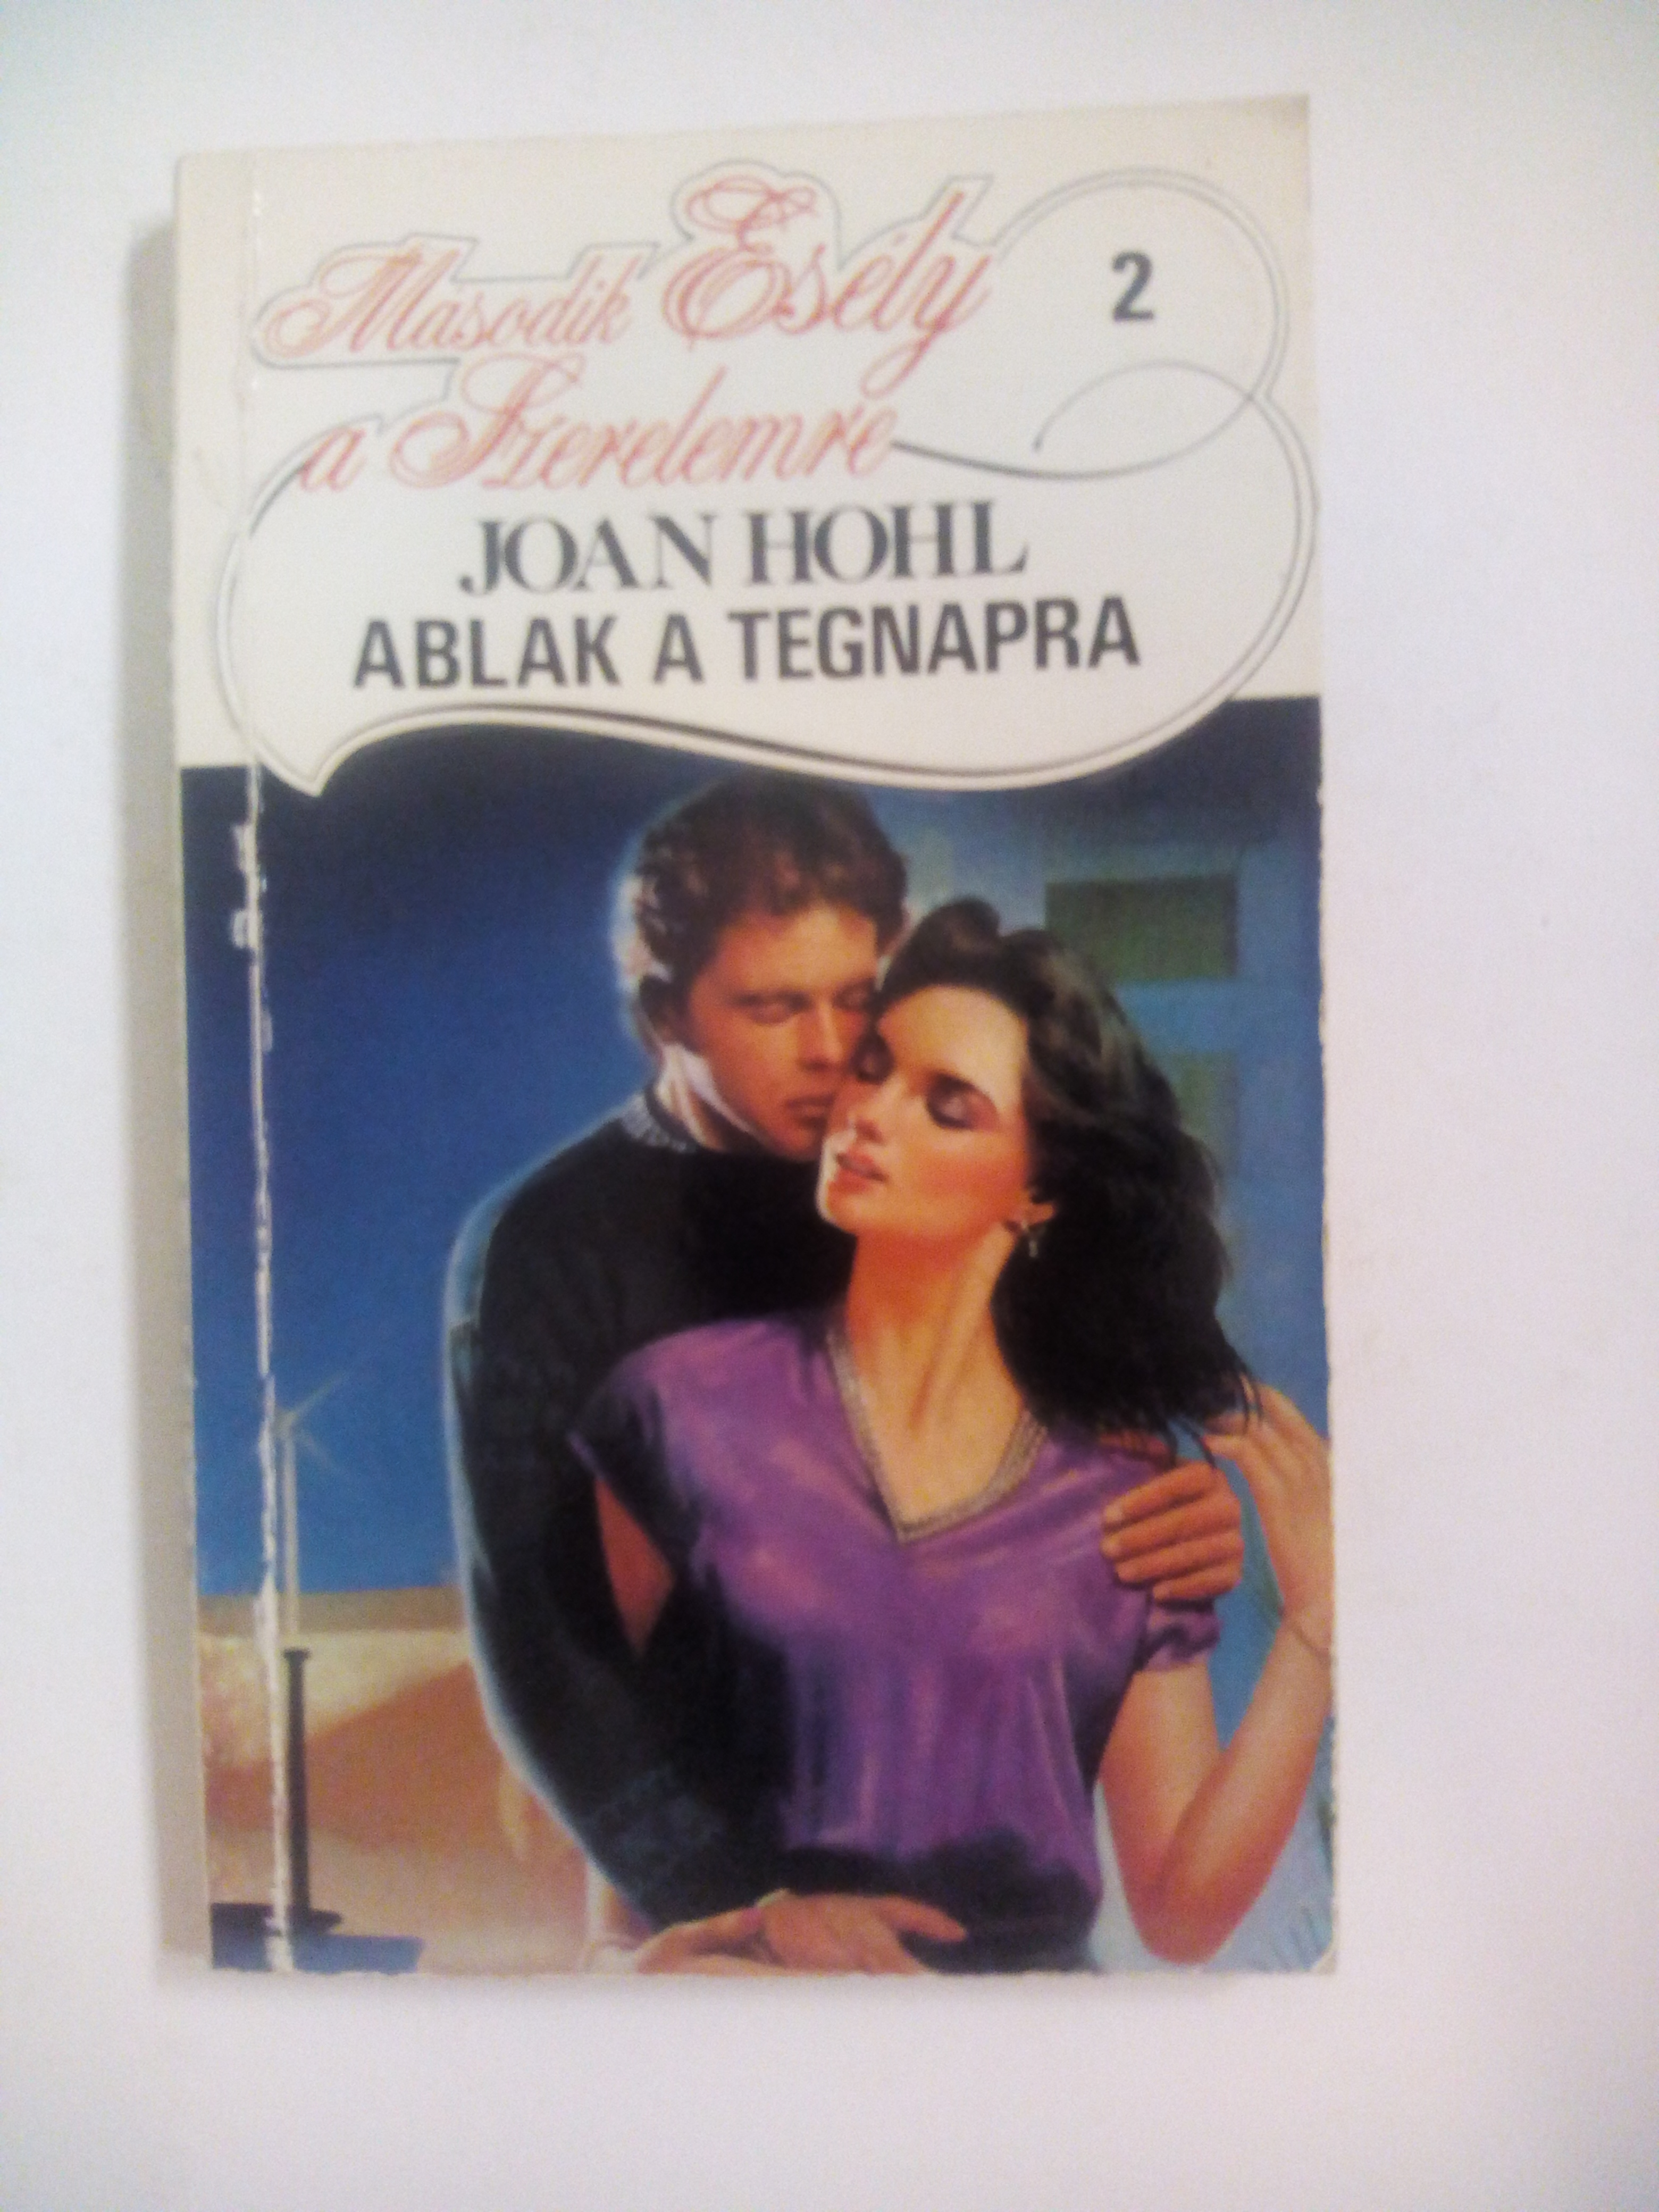 Második Esély
2
a Szerelemre
JOAN HOHL
ABLAK A TEGNAPRA